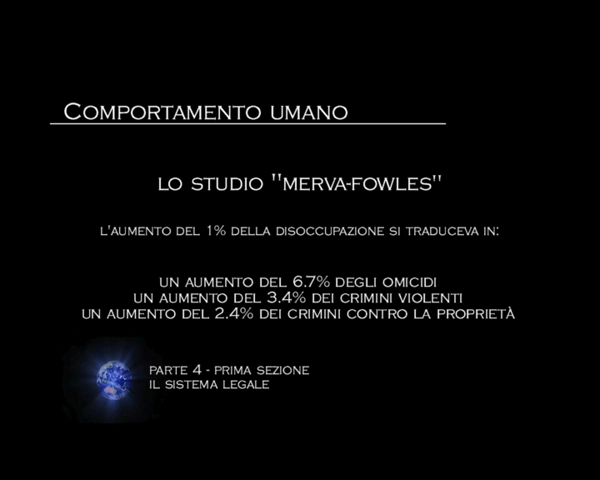 COMPORTAMENTO UMANO
LO STUDIO "MERVA-FOWLES"
L'AUMENTO DEL 1% DELLA DISOCCUPAZIONE SI TRADUCEVA IN:
UN AUMENTO DEL 6.7% DEGLI OMICIDI
UN AUMENTO DEL 3.4% DEI CRIMINI VIOLENTI
UN AUMENTO DEL 2.4% DEI CRIMINI CONTRO LA PROPRIETÀ
PARTE 4 - PRIMA SEZIONE
IL SISTEMA LEGALE